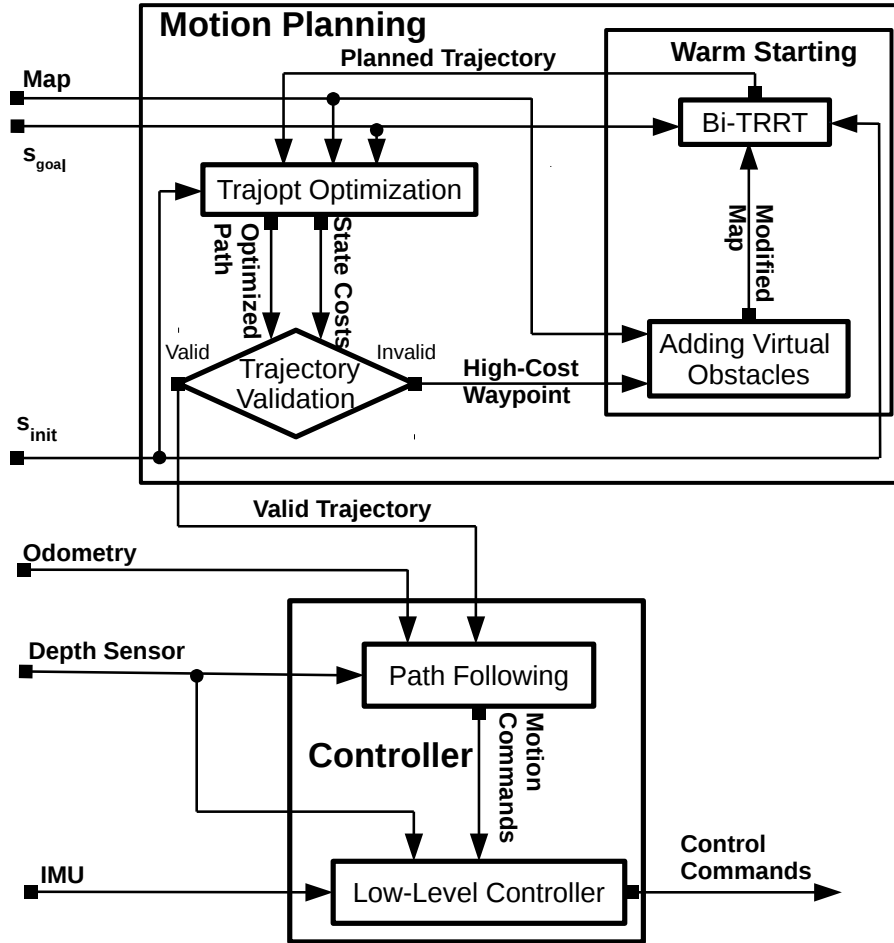 Motion Planning
Warm Starting
Planned Trajectory
Map
Bi-TRRT
s_goal
Trajopt Optimization
Optimized
Path
State Costs
Modified
Map
Valid
Invalid
Trajectory
Validation
High-Cost
Waypoint
Adding Virtual
Obstacles
s_init
Valid Trajectory
Odometry
Depth Sensor
Path Following
Motion
Commands
Controller
IMU
Low-Level Controller
Control
Commands